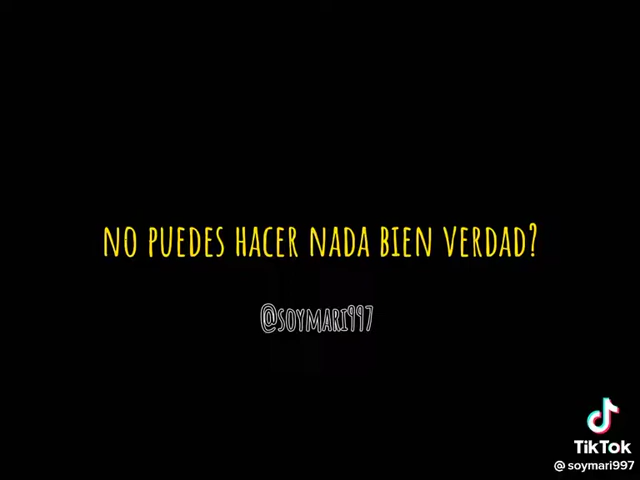 NO PUEDES HACER NADA BIEN VERDAD?
@SOYMARI997
TikTok
@soymari997